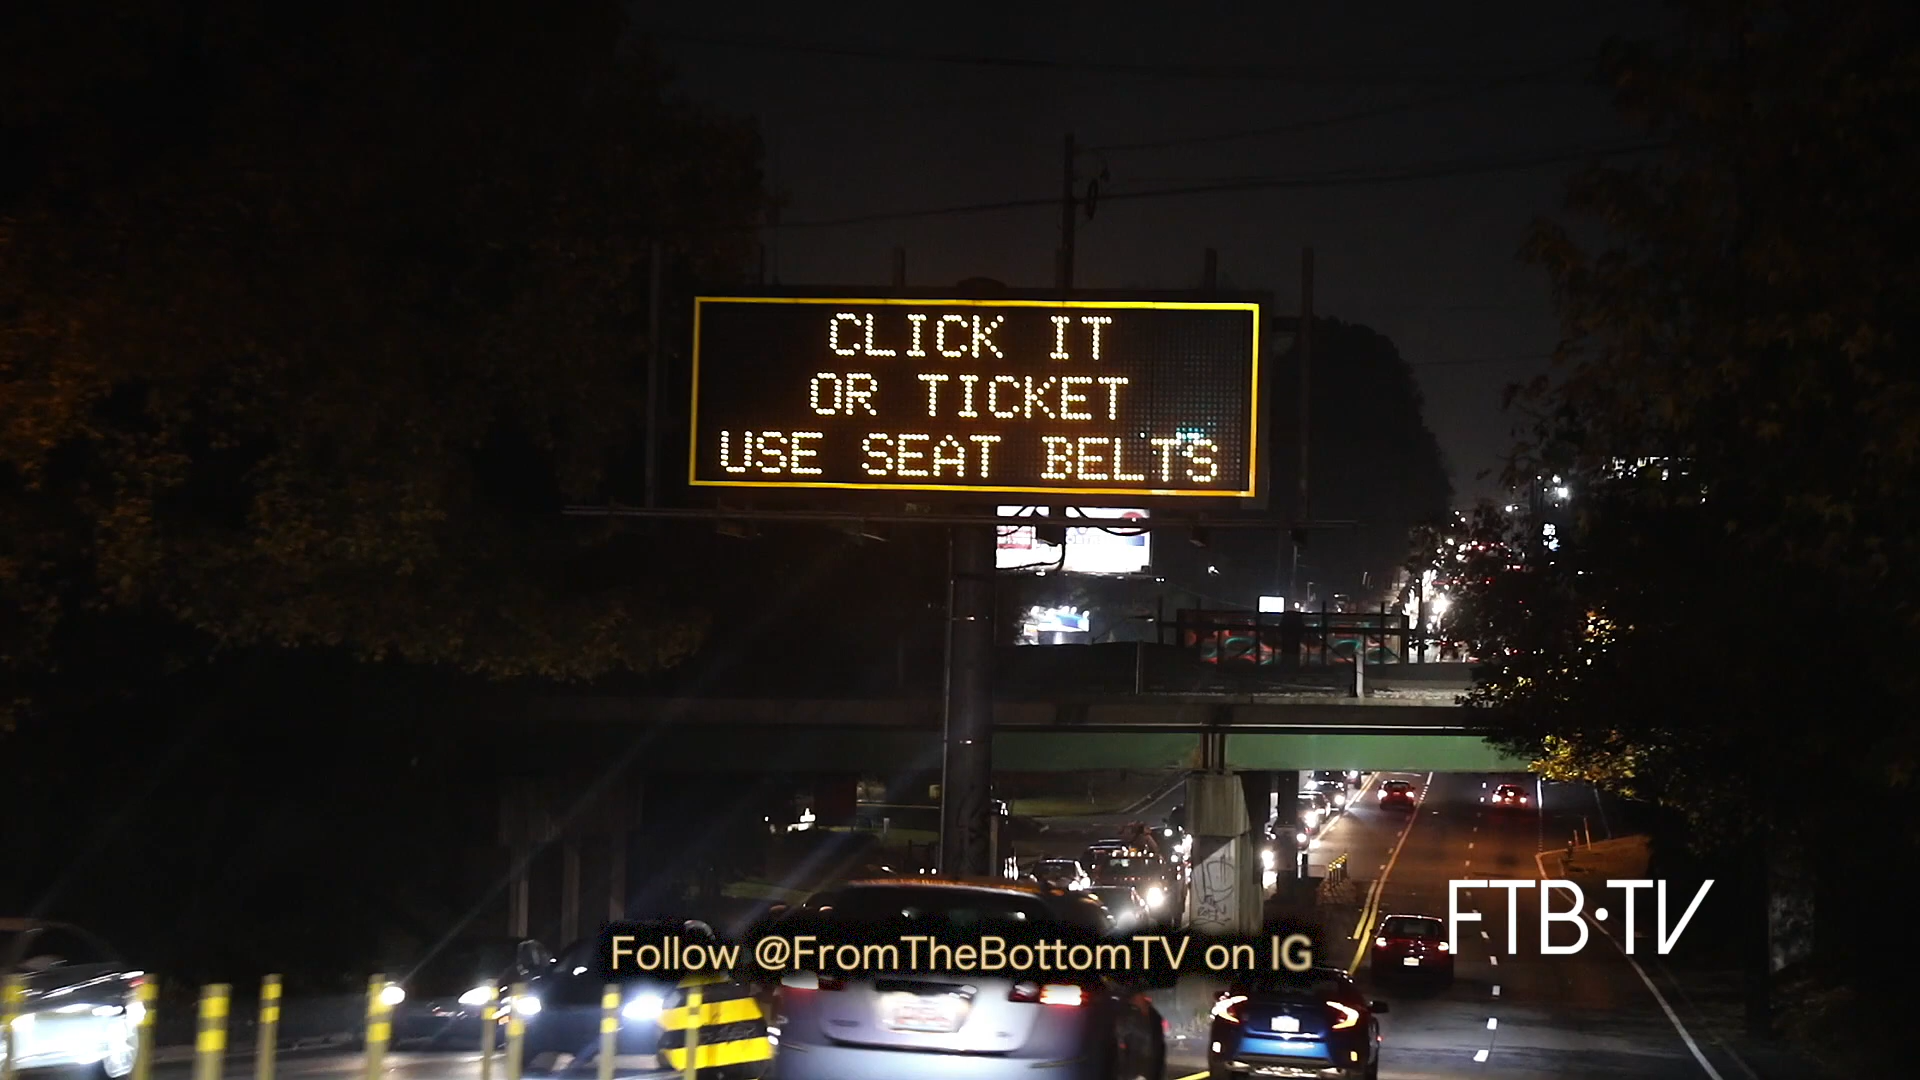 CLICK IT
OR TICKET
USE SEAT BELTS
FTB·TV
Follow @FromTheBottomTV on IG